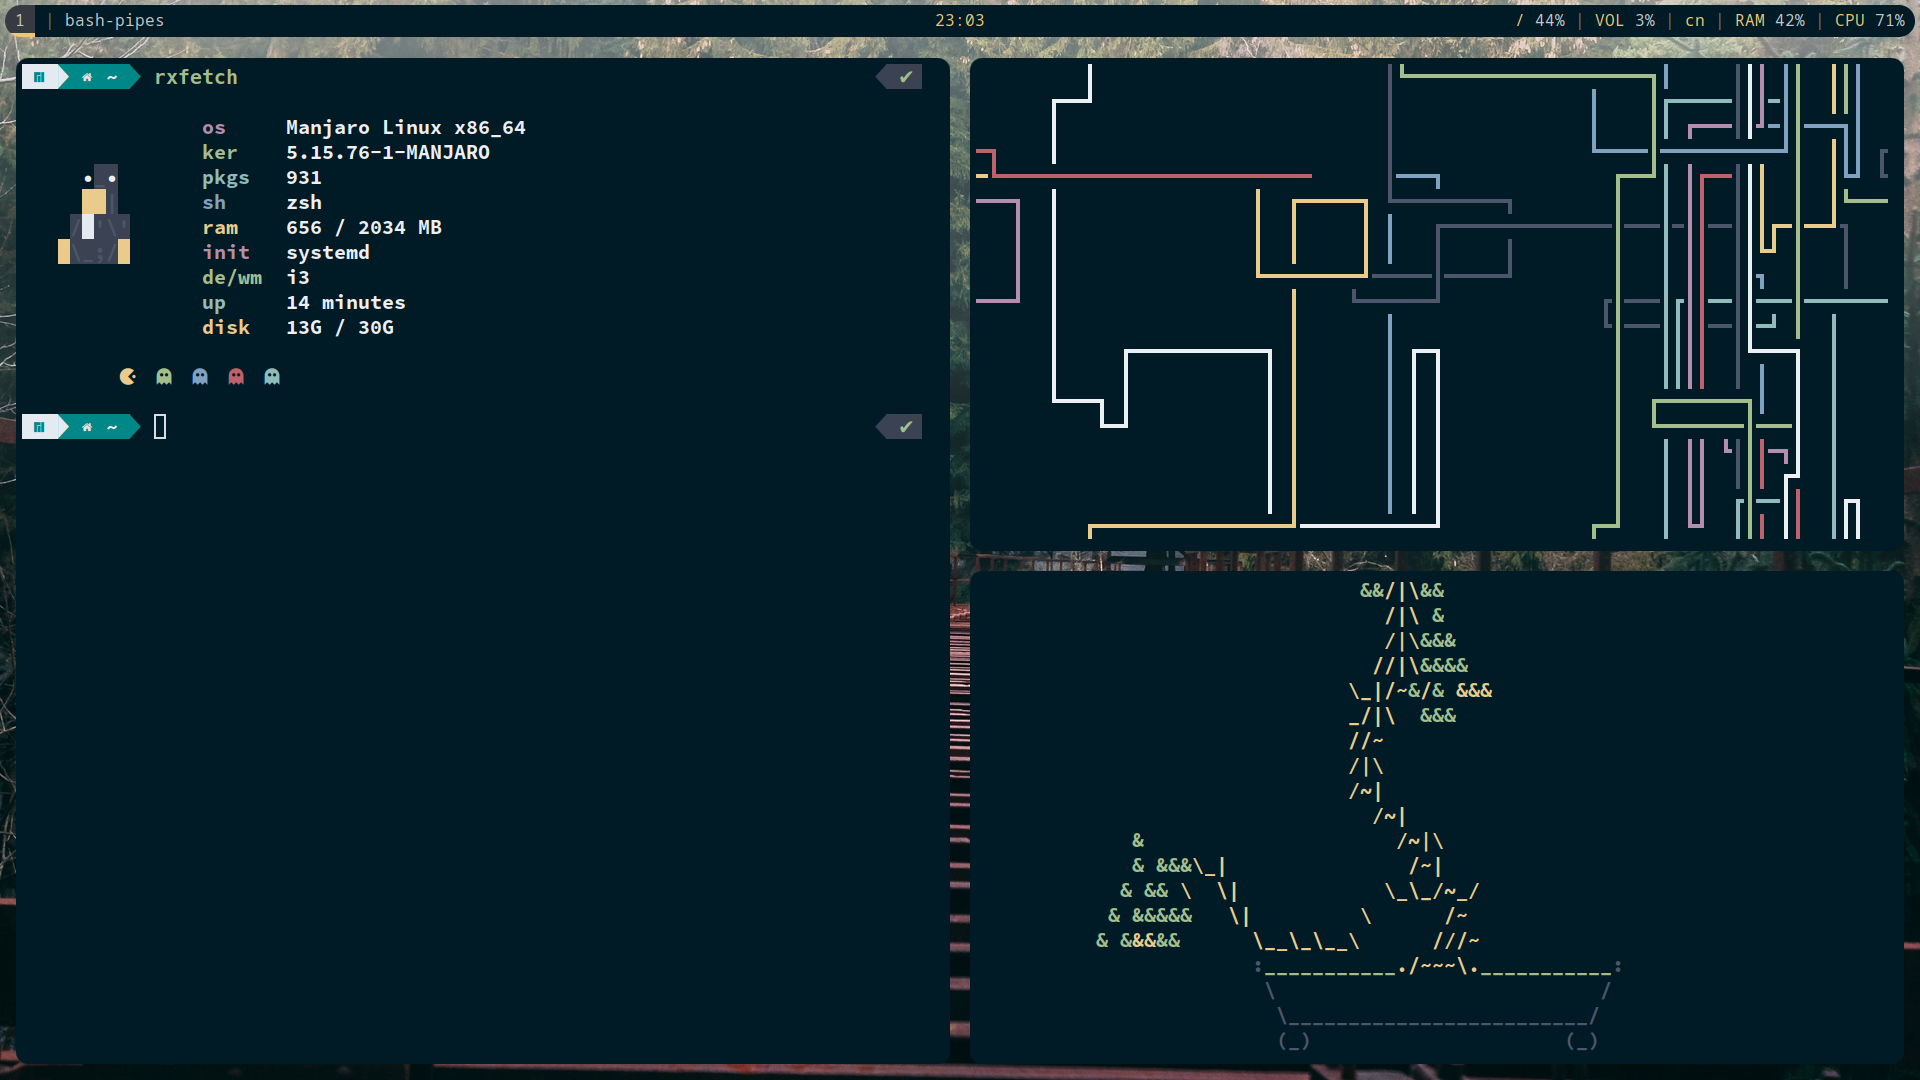 1 | bash-pipes 23:03 / 44% | VOL 3% | cn | RAM 42% | CPU 71%
~ rxfetch ✔
os Manjaro Linux x86_64
ker 5.15.76-1-MANJARO
pkgs 931
sh zsh
ram 656 / 2034 MB
init systemd
de/wm i3
up 14 minutes
disk 13G / 30G
~ ✔
&&/|\&&
/|\ &
/|\&&&
//|\&&&&
\_|/~&/& &&&
_/|\  &&&
//~
/|\
/~|
/~|
& /~|\
& &&&\_| /~|
& && \  \| \_\_/~_/
& &&&&&   \| \ /~
& &&&&& \__\_\__\ ///~
:___________./~~~\.___________:
\ /
\_________________________/
(_) (_)